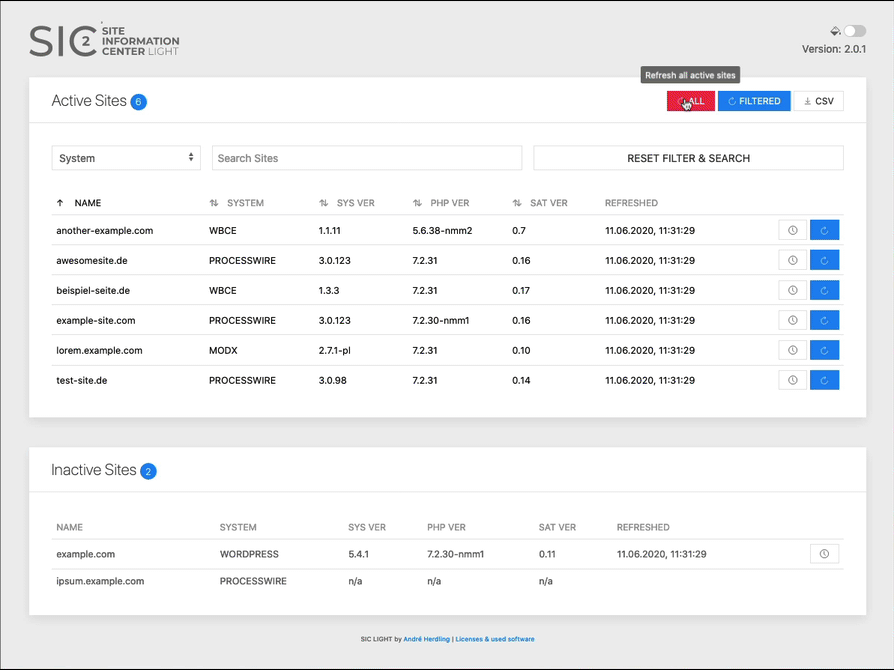 SIC 2 SITE INFORMATION CENTER LIGHT
Version: 2.0.1
Refresh all active sites
Active Sites 6
ALL FILTERED CSV
System Search Sites RESET FILTER & SEARCH
NAME SYSTEM SYS VER PHP VER SAT VER REFRESHED
another-example.com WBCE 1.1.11 5.6.38-nmm2 0.7 11.06.2020, 11:31:29
awesomesite.de PROCESSWIRE 3.0.123 7.2.31 0.16 11.06.2020, 11:31:29
beispiel-seite.de WBCE 1.3.3 7.2.31 0.17 11.06.2020, 11:31:29
example-site.com PROCESSWIRE 3.0.123 7.2.30-nmm1 0.16 11.06.2020, 11:31:29
lorem.example.com MODX 2.7.1-pl 7.2.31 0.10 11.06.2020, 11:31:29
test-site.de PROCESSWIRE 3.0.98 7.2.31 0.14 11.06.2020, 11:31:29
Inactive Sites 2
NAME SYSTEM SYS VER PHP VER SAT VER REFRESHED
example.com WORDPRESS 5.4.1 7.2.30-nmm1 0.11 11.06.2020, 11:31:29
ipsum.example.com PROCESSWIRE n/a n/a n/a
SIC LIGHT by André Herdling | Licenses & used software